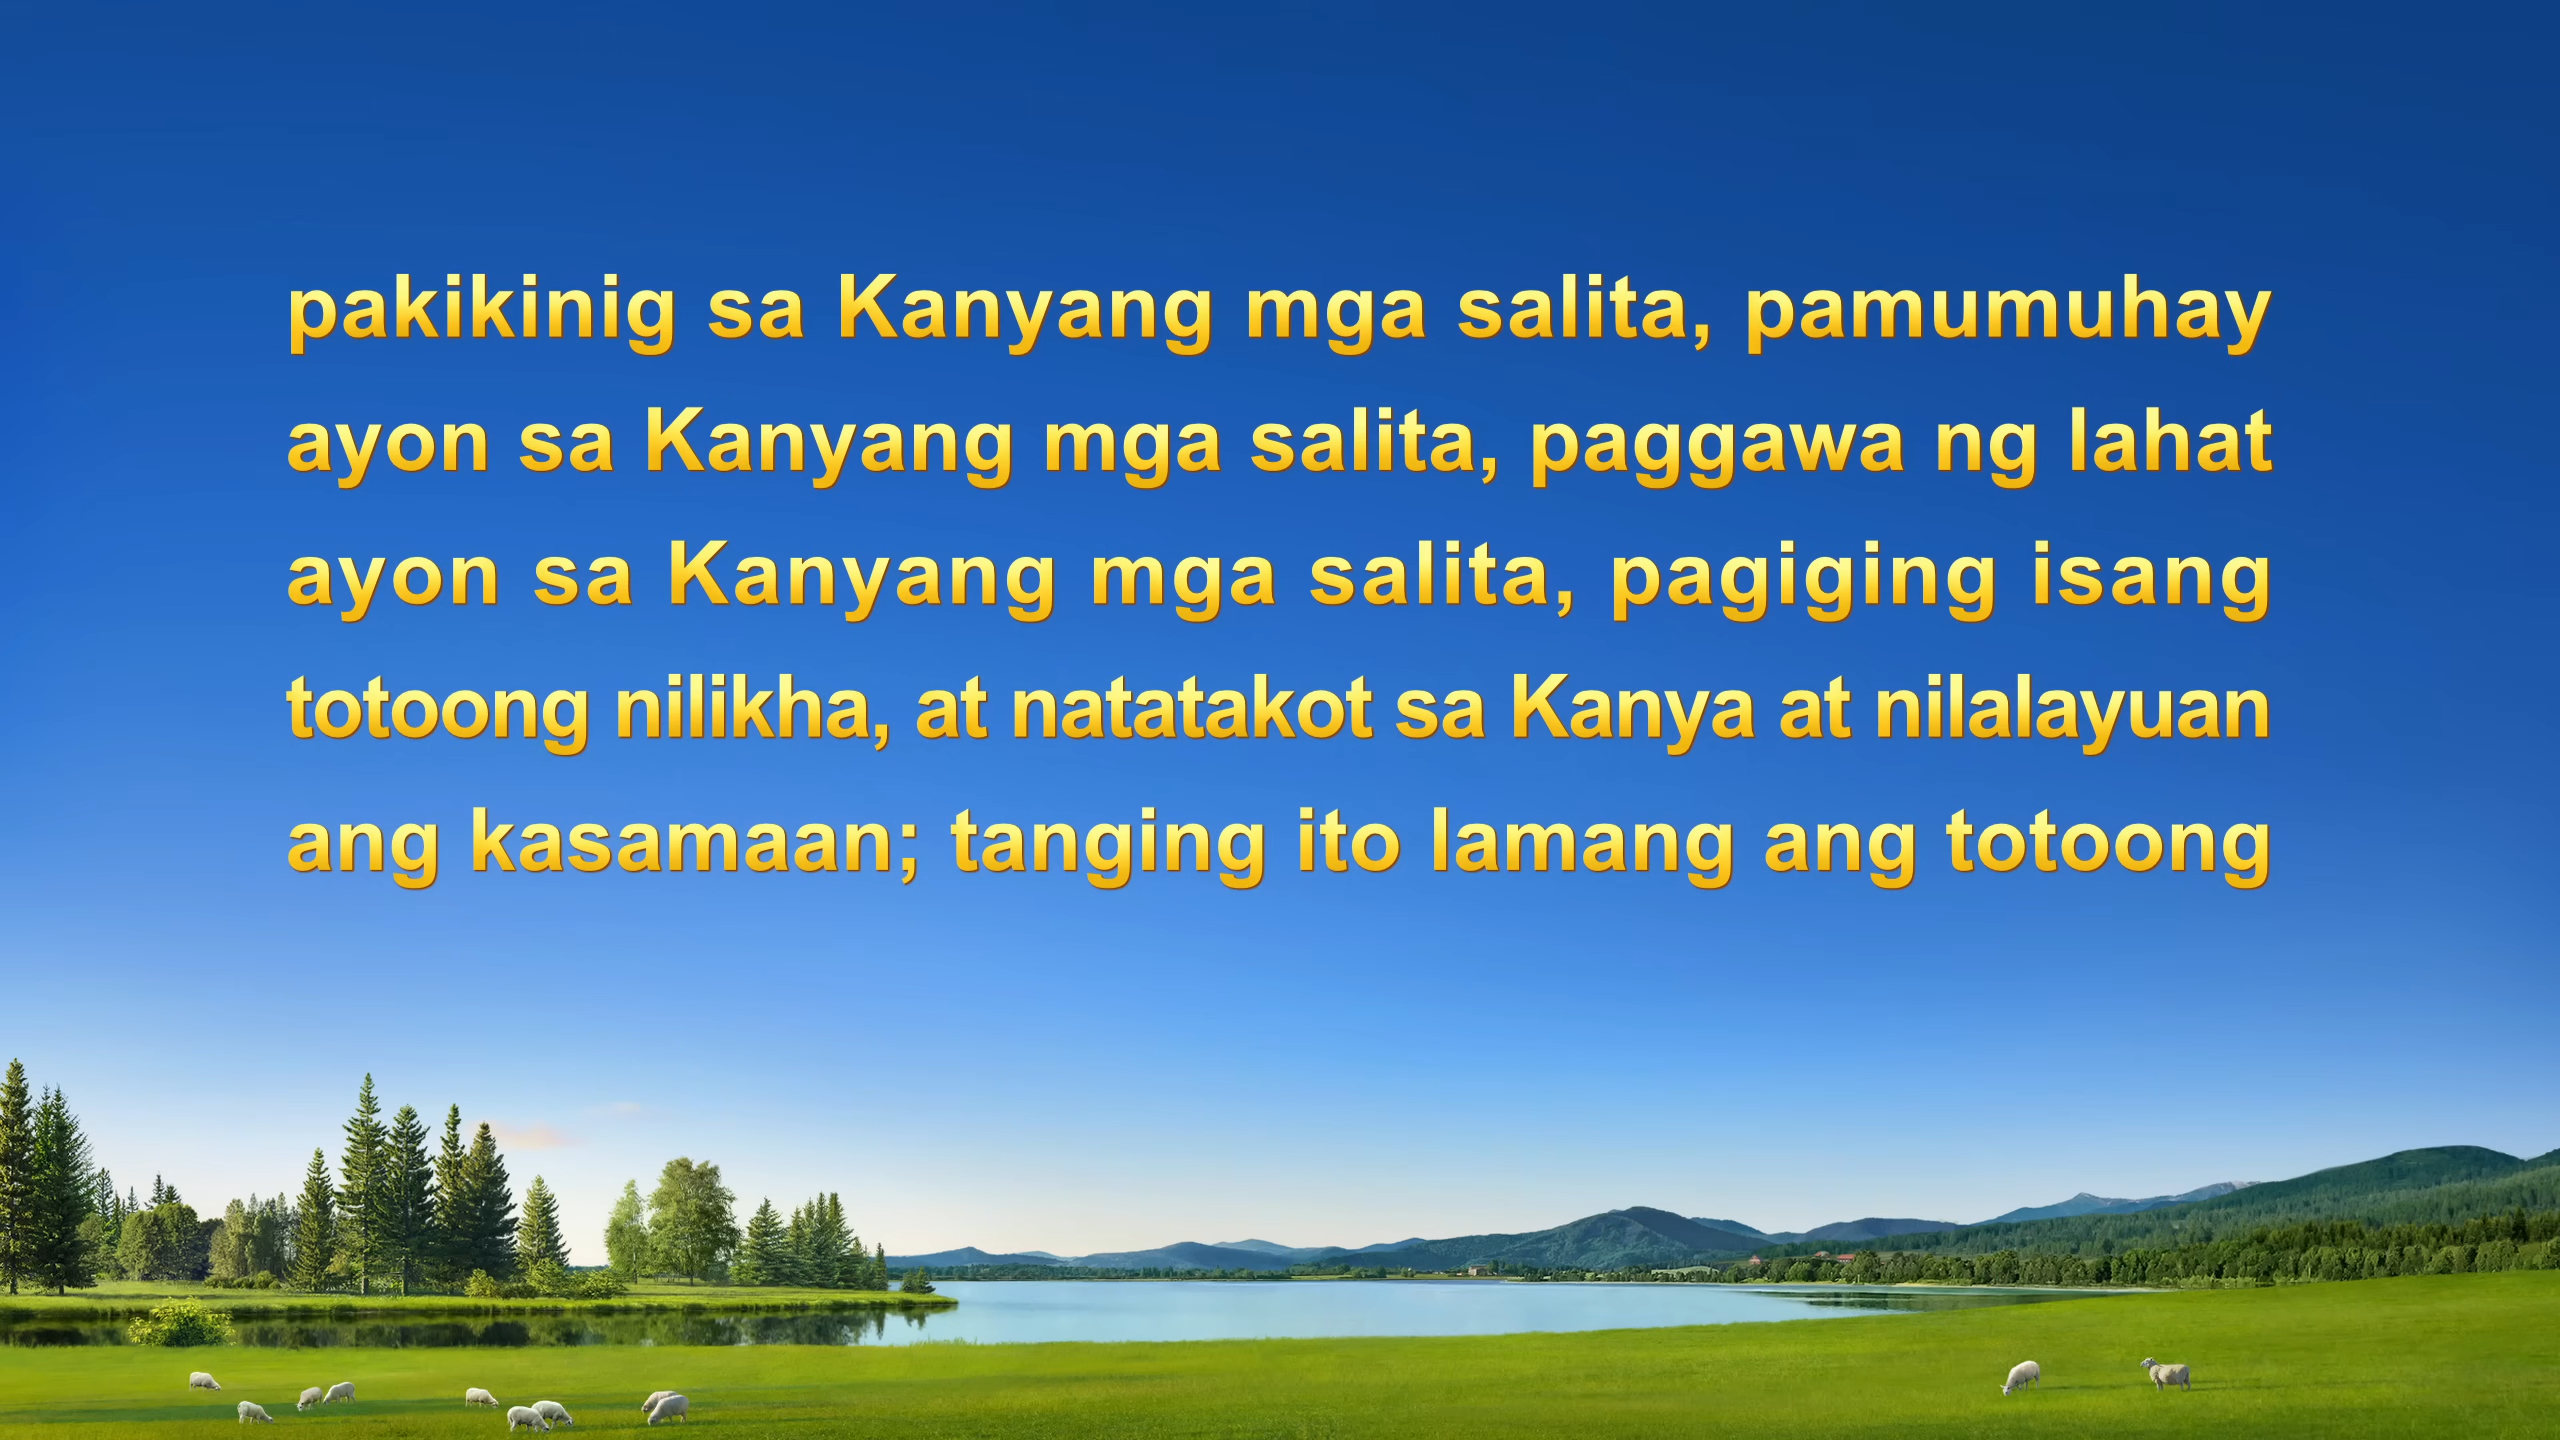 pakikinig sa Kanyang mga salita, pamumuhay
ayon sa Kanyang mga salita, paggawa ng lahat
ayon sa Kanyang mga salita, pagiging isang
totoong nilikha, at natatakot sa Kanya at nilalayuan
ang kasamaan; tanging ito lamang ang totoong